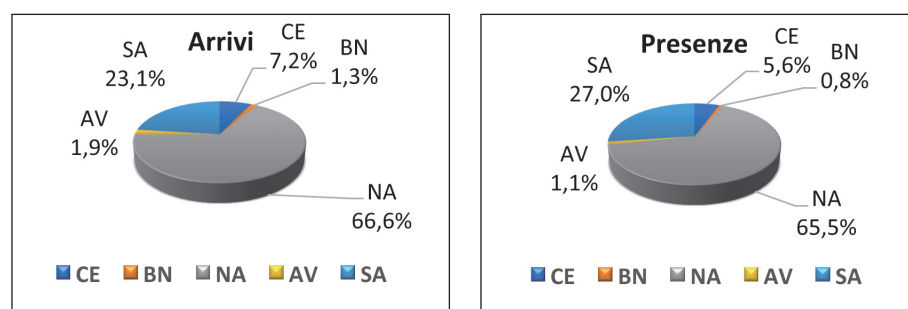 Arrivi
CE
7,2%
BN
1,3%
NA
66,6%
AV
1,9%
SA
23,1%
CE BN NA AV SA
Presenze
CE
5,6%
BN
0,8%
NA
65,5%
AV
1,1%
SA
27,0%
CE BN NA AV SA